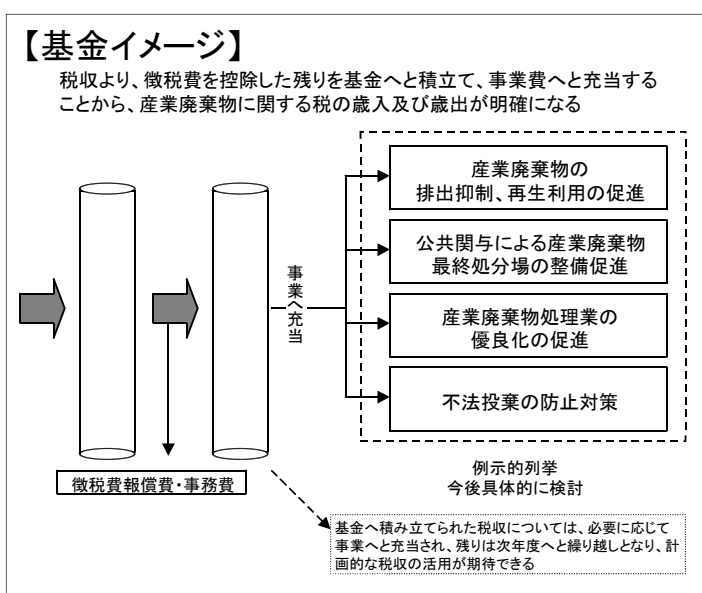 【基金イメージ】
税収より、徴税費を控除した残りを基金へと積立て、事業費へと充当する
ことから、産業廃棄物に関する税の歳入及び歳出が明確になる
産業廃棄物の
排出抑制、再生利用の促進
公共関与による産業廃棄物
最終処分場の整備促進
事業へ充当
産業廃棄物処理業の
優良化の促進
不法投棄の防止対策
徴税費報償費・事務費
例示的列挙
今後具体的に検討
基金へ積み立てられた税収については、必要に応じて
事業へと充当され、残りは次年度へと繰り越しとなり、計
画的な税収の活用が期待できる